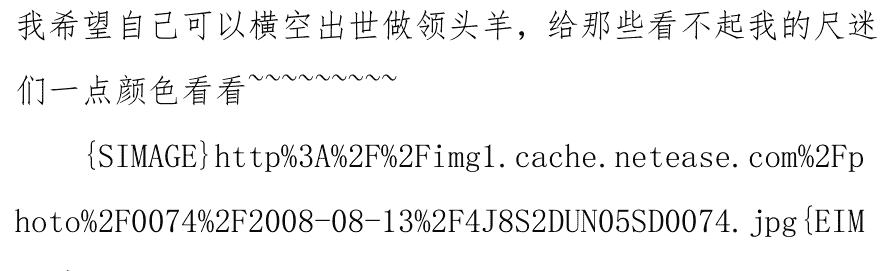 我希望自己可以横空出世做领头羊，给那些看不起我的尺迷
们一点颜色看看~~~~~~~~~
{SIMAGE}http%3A%2F%2Fimg1.cache.netease.com%2Fp
hoto%2F0074%2F2008-08-13%2F4J8S2DUN05SD0074.jpg{EIM